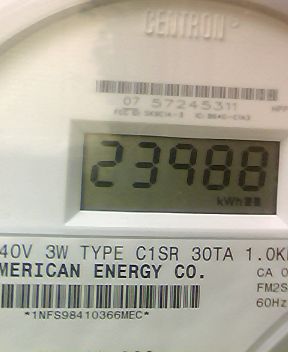 CENTRON®
07 57245311
23988
kWh
40V 3W TYPE C1SR 30TA 1.0K
MERICAN ENERGY CO.
CA 0
FM2S
60Hz
*1NFS98410366MEC*